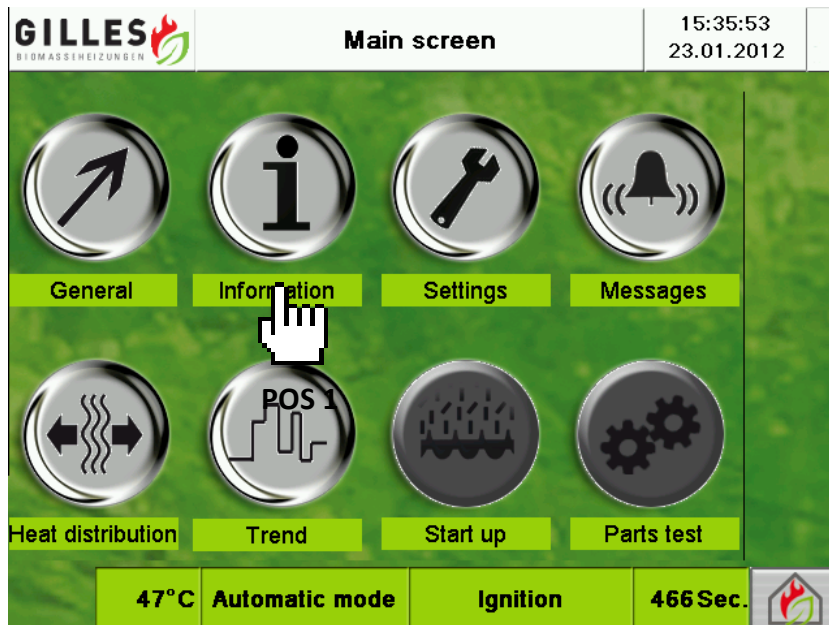 GILLES
BIOMASSEHEIZUNGEN
Main screen
15:35:53
23.01.2012
General
Information
Settings
Messages
POS 1
Heat distribution
Trend
Start up
Parts test
47°C
Automatic mode
Ignition
466 Sec.